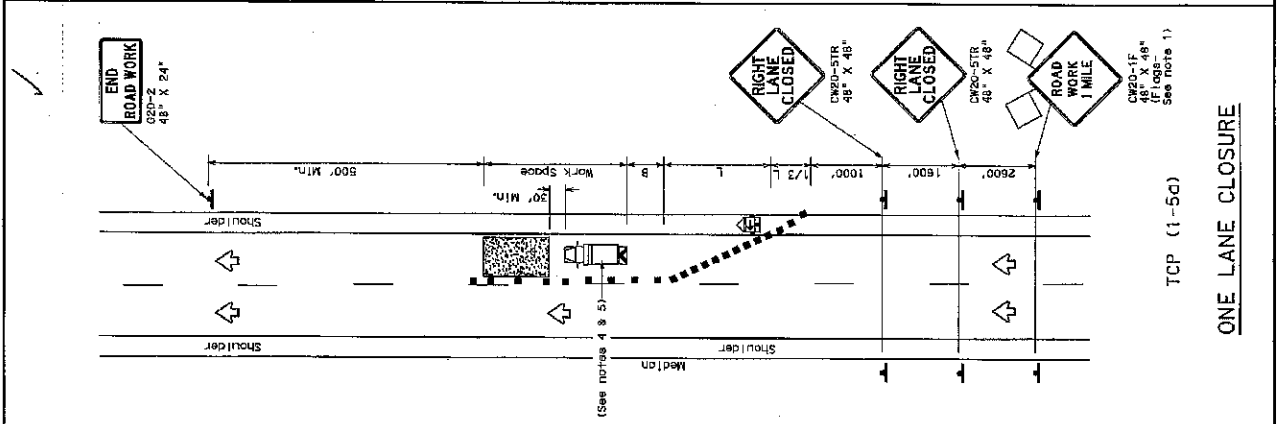 END
ROAD WORK
G20-2
48" X 24"
Shoulder
Shoulder
500' Min.
Work Space
30' Min.
B
L
1/3 L
1000'
1600'
2600'
(See notes 4 & 5)
Median
Shoulder
RIGHT
LANE
CLOSED
CW20-5TR
48" X 48"
RIGHT
LANE
CLOSED
CW20-5TR
48" X 48"
ROAD
WORK
1 MILE
CW20-1F
48" X 48"
(Flags-
See note 1)
TCP (1-5a)
ONE LANE CLOSURE